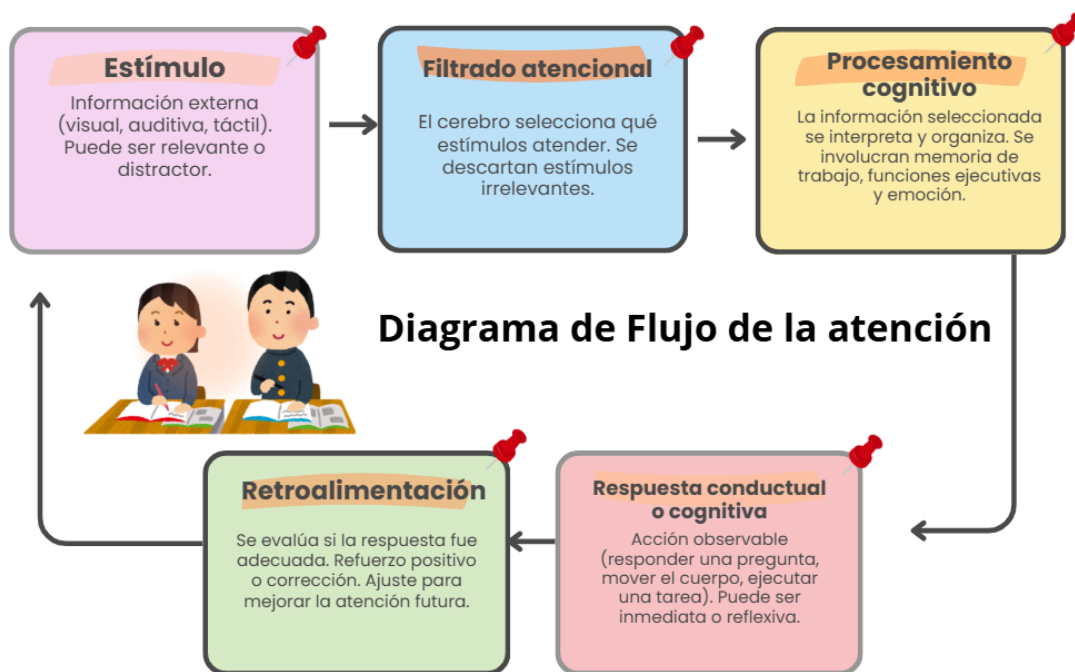 Estímulo
Información externa
(visual, auditiva, táctil).
Puede ser relevante o
distractor.
Filtrado atencional
El cerebro selecciona qué
estímulos atender. Se
descartan estímulos
irrelevantes.
Procesamiento
cognitivo
La información seleccionada
se interpreta y organiza. Se
involucran memoria de
trabajo, funciones ejecutivas
y emoción.
Diagrama de Flujo de la atención
Retroalimentación
Se evalúa si la respuesta fue
adecuada. Refuerzo positivo
o corrección. Ajuste para
mejorar la atención futura.
Respuesta conductual
o cognitiva
Acción observable
(responder una pregunta,
mover el cuerpo, ejecutar
una tarea). Puede ser
inmediata o reflexiva.